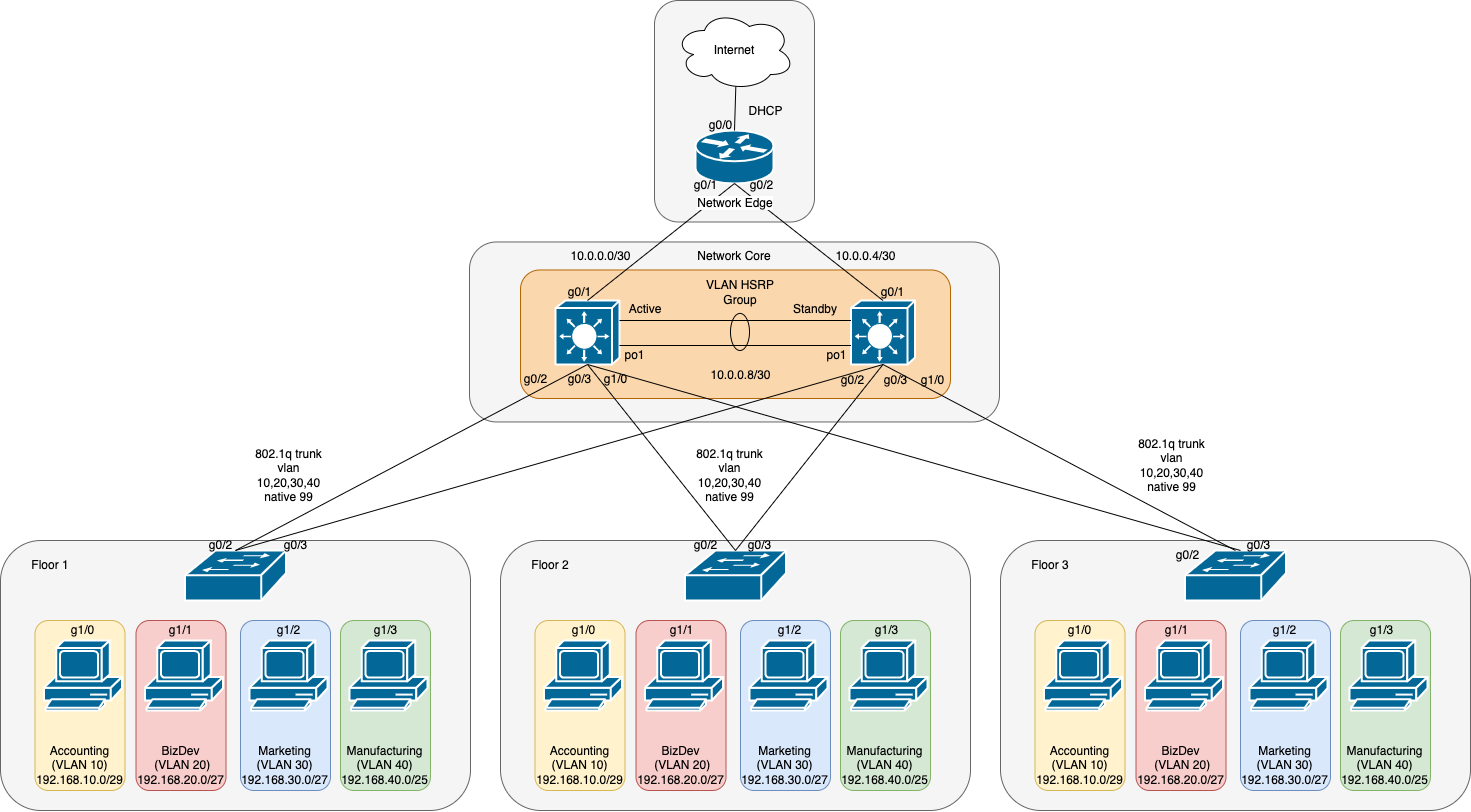 Internet
DHCP
g0/0
g0/1
g0/2
Network Edge
10.0.0.0/30
Network Core
10.0.0.4/30
VLAN HSRP
Group
g0/1
g0/1
Active
Standby
po1
po1
10.0.0.8/30
g0/2
g0/3
g1/0
g0/2
g0/3
g1/0
802.1q trunk
vlan
10,20,30,40
native 99
802.1q trunk
vlan
10,20,30,40
native 99
802.1q trunk
vlan
10,20,30,40
native 99
Floor 1
g0/2
g0/3
g1/0
Accounting
(VLAN 10)
192.168.10.0/29
g1/1
BizDev
(VLAN 20)
192.168.20.0/27
g1/2
Marketing
(VLAN 30)
192.168.30.0/27
g1/3
Manufacturing
(VLAN 40)
192.168.40.0/25
Floor 2
g0/2
g0/3
g1/0
Accounting
(VLAN 10)
192.168.10.0/29
g1/1
BizDev
(VLAN 20)
192.168.20.0/27
g1/2
Marketing
(VLAN 30)
192.168.30.0/27
g1/3
Manufacturing
(VLAN 40)
192.168.40.0/25
Floor 3
g0/2
g0/3
g1/0
Accounting
(VLAN 10)
192.168.10.0/29
g1/1
BizDev
(VLAN 20)
192.168.20.0/27
g1/2
Marketing
(VLAN 30)
192.168.30.0/27
g1/3
Manufacturing
(VLAN 40)
192.168.40.0/25